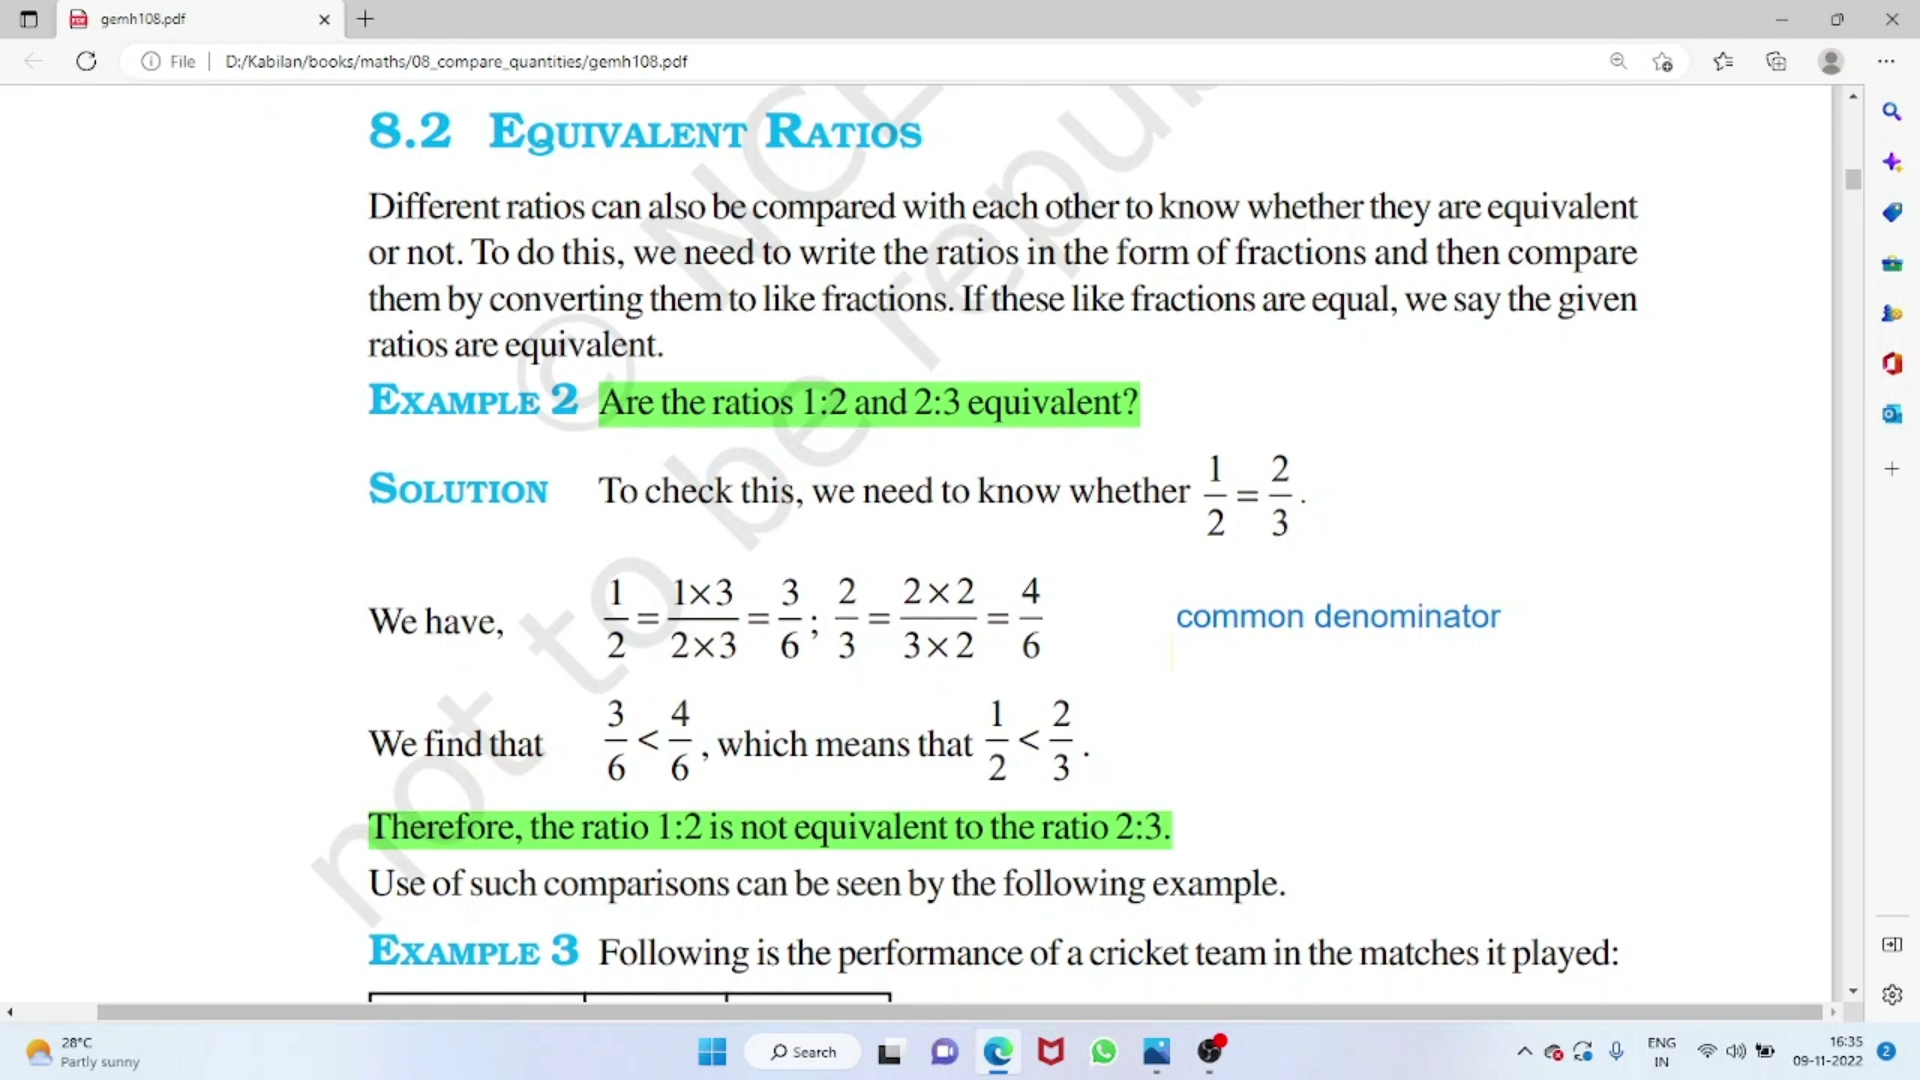 gemh108.pdf
File D:/Kabilan/books/maths/08_compare_quantities/gemh108.pdf
8.2 EQUIVALENT RATIOS
Different ratios can also be compared with each other to know whether they are equivalent
or not. To do this, we need to write the ratios in the form of fractions and then compare
them by converting them to like fractions. If these like fractions are equal, we say the given
ratios are equivalent.
EXAMPLE 2 Are the ratios 1:2 and 2:3 equivalent?
SOLUTION To check this, we need to know whether 1/2 = 2/3.
We have, 1/2 = 1×3/2×3 = 3/6; 2/3 = 2×2/3×2 = 4/6 common denominator
We find that 3/6 < 4/6, which means that 1/2 < 2/3.
Therefore, the ratio 1:2 is not equivalent to the ratio 2:3.
Use of such comparisons can be seen by the following example.
EXAMPLE 3 Following is the performance of a cricket team in the matches it played:
© NCE
not to be repu
28°C
Partly sunny
Search
ENG
IN
16:35
09-11-2022
2